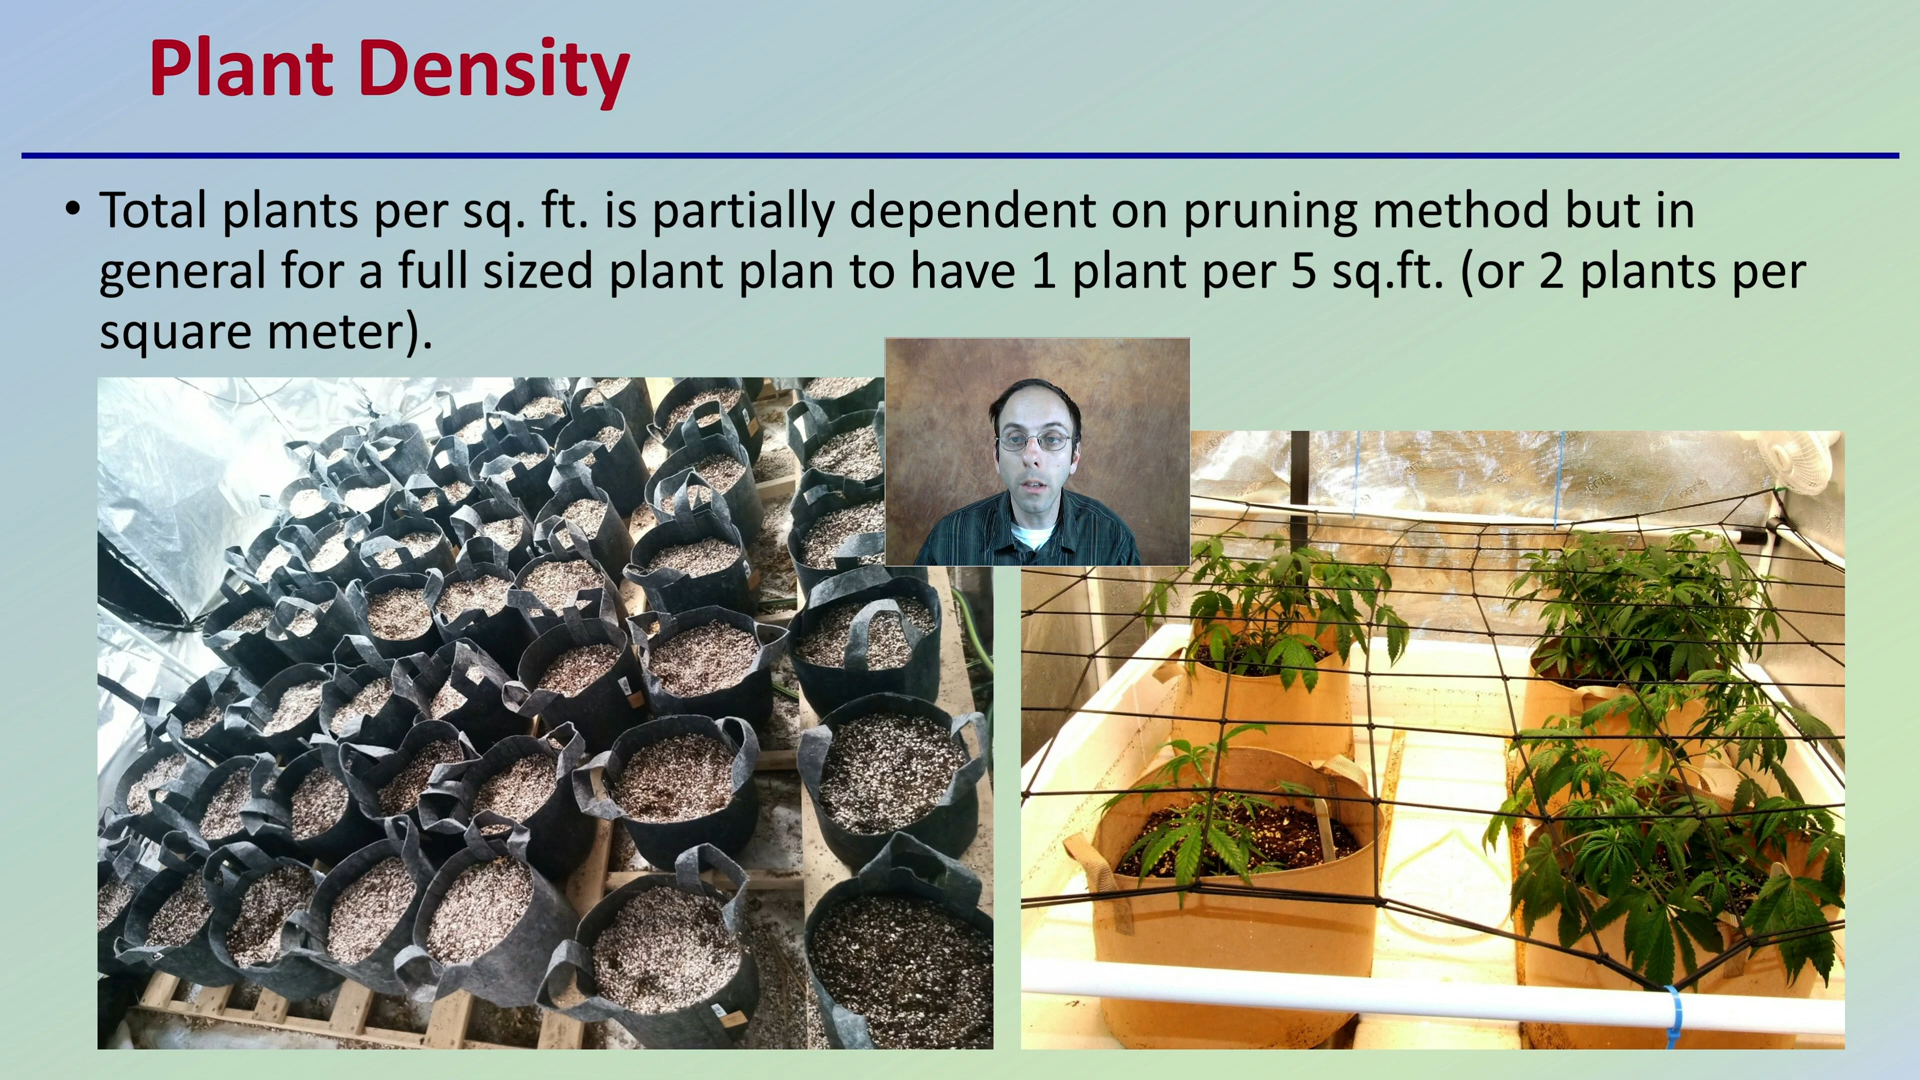 Plant Density
• Total plants per sq. ft. is partially dependent on pruning method but in
general for a full sized plant plan to have 1 plant per 5 sq.ft. (or 2 plants per
square meter).